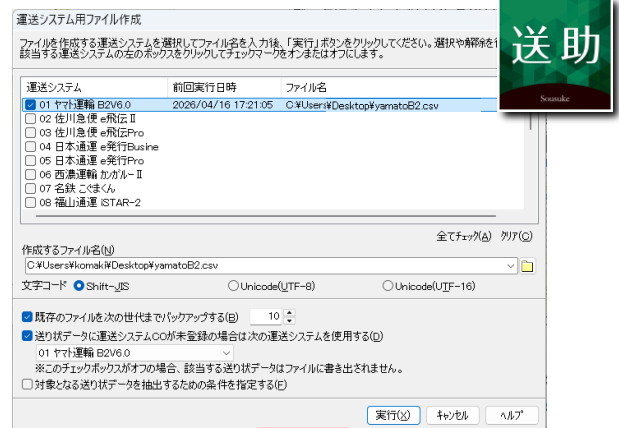 運送システム用ファイル作成
ファイルを作成する運送システムを選択してファイル名を入力後、「実行」ボタンをクリックしてください。選択や解除を行
該当する運送システムの左のボックスをクリックしてチェックマークをオンまたはオフにします。
送助
Sousuke
運送システム 前回実行日時 ファイル名
01 ヤマト運輸 B2V6.0 2026/04/16 17:21:05 C:¥Users¥Desktop¥yamatoB2.csv
02 佐川急便 e飛伝Ⅱ
03 佐川急便 e飛伝Pro
04 日本通運 e発行Busine
05 日本通運 e発行Pro
06 西濃運輸 カンガルーⅡ
07 名鉄 こぐまくん
08 福山通運 iSTAR-2
全てチェック(A) クリア(C)
作成するファイル名(N)
C:¥Users¥komaki¥Desktop¥yamatoB2.csv
文字コード Shift-JIS Unicode(UTF-8) Unicode(UTF-16)
既存のファイルを次の世代までバックアップする(B) 10
送り状データに運送システムCOが未登録の場合は次の運送システムを使用する(D)
01 ヤマト運輸 B2V6.0
※このチェックボックスがオフの場合、該当する送り状データはファイルに書き出されません。
対象となる送り状データを抽出するための条件を指定する(F)
実行(X) キャンセル ヘルプ